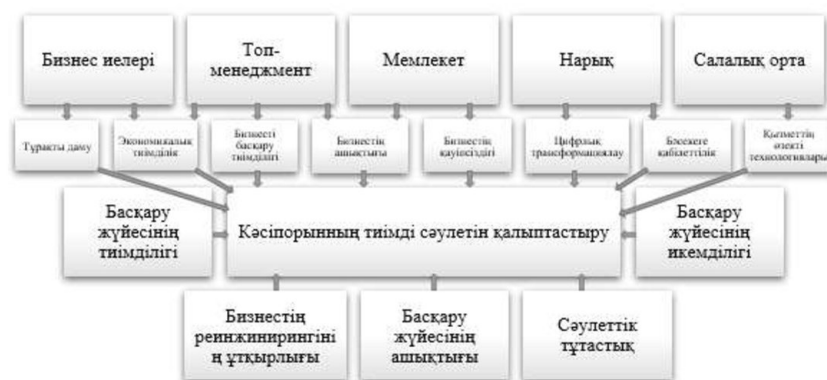 Бизнес иелері
Топ-
менеджмент
Мемлекет
Нарық
Салалық орта
Тұрақты даму
Экономикалық
тиімділік
Бизнесті
басқару
тиімділігі
Бизнестің
ашықтығы
Бизнестің
қауіпсіздігі
Цифрлық
трансформациялау
Бәсекеге
қабілеттілік
Қызметтің
өзекті
технологиялары
Басқару
жүйесінің
тиімділігі
Кәсіпорынның тиімді сәулетін қалыптастыру
Басқару
жүйесінің
икемділігі
Бизнестің
реинжинирингіні
ң ұтқырлығы
Басқару
жүйесінің
ашықтығы
Сәулеттік
тұтастық